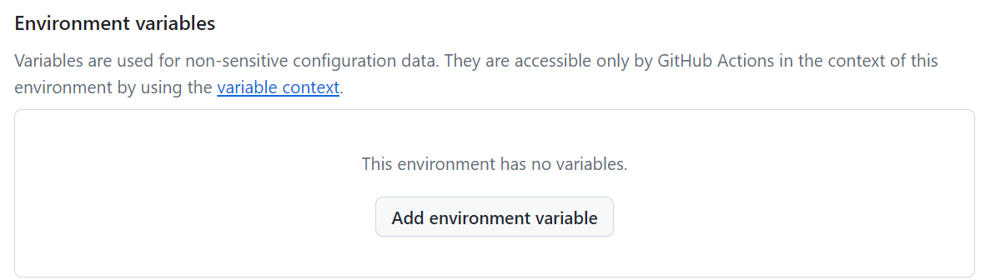 Environment variables
Variables are used for non-sensitive configuration data. They are accessible only by GitHub Actions in the context of this
environment by using the variable context.
This environment has no variables.
Add environment variable